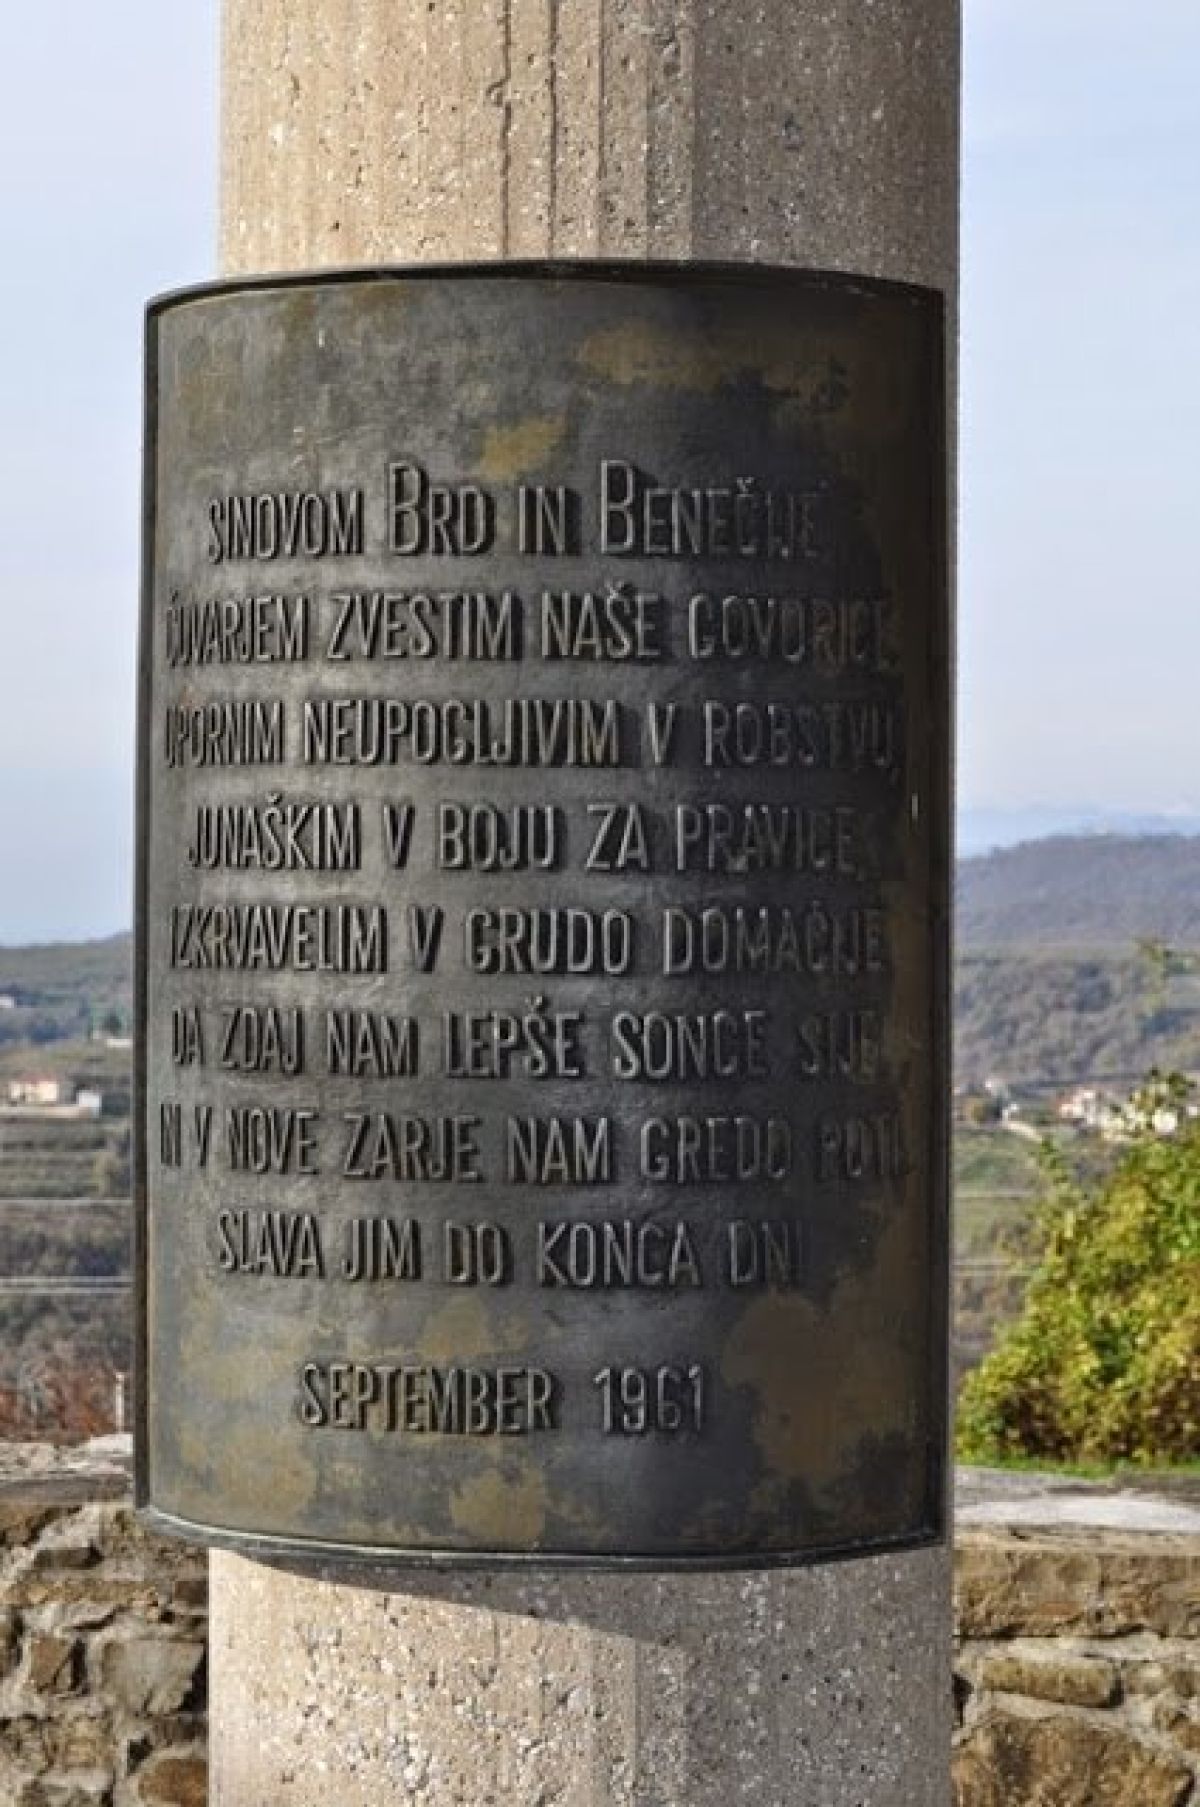 SINOVOM BRD IN BENEČIJE
ČUVARJEM ZVESTIM NAŠE GOVORICE,
UPORNIM NEUPOGLJIVIM V ROBSTVU,
JUNAŠKIM V BOJU ZA PRAVICE,
IZKRVAVELIM V GRUDO DOMAČIJE
DA ZDAJ NAM LEPŠE SONCE SIJE
IN V NOVE ZARJE NAM GREDO POTI
SLAVA JIM DO KONCA DNI
SEPTEMBER 1961